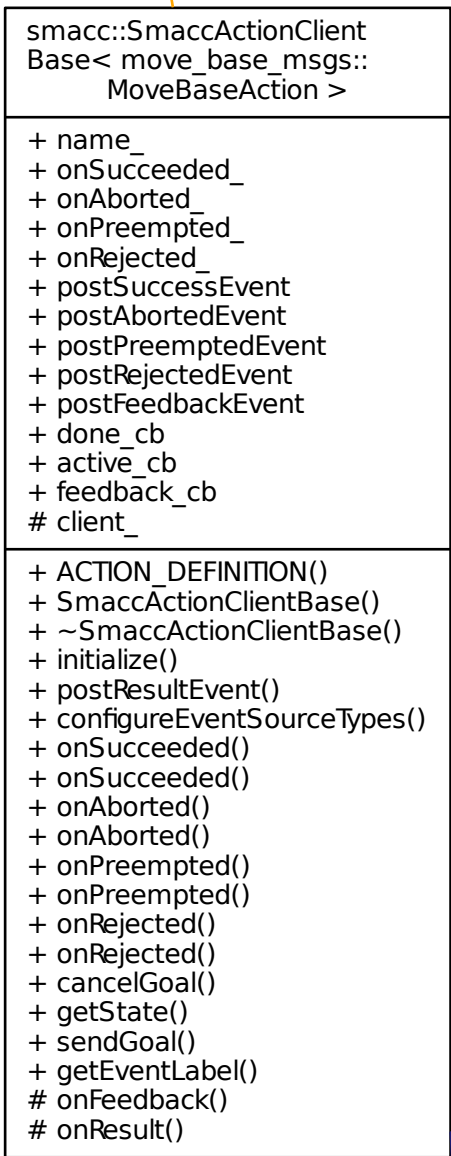 smacc::SmaccActionClient
Base< move_base_msgs::
MoveBaseAction >
+ name_
+ onSucceeded_
+ onAborted_
+ onPreempted_
+ onRejected_
+ postSuccessEvent
+ postAbortedEvent
+ postPreemptedEvent
+ postRejectedEvent
+ postFeedbackEvent
+ done_cb
+ active_cb
+ feedback_cb
# client_
+ ACTION_DEFINITION()
+ SmaccActionClientBase()
+ ~SmaccActionClientBase()
+ initialize()
+ postResultEvent()
+ configureEventSourceTypes()
+ onSucceeded()
+ onSucceeded()
+ onAborted()
+ onAborted()
+ onPreempted()
+ onPreempted()
+ onRejected()
+ onRejected()
+ cancelGoal()
+ getState()
+ sendGoal()
+ getEventLabel()
# onFeedback()
# onResult()